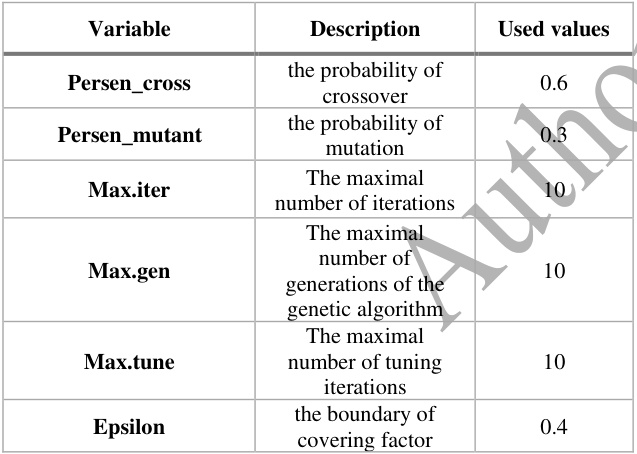 Variable Description Used values
Persen_cross the probability of crossover 0.6
Persen_mutant the probability of mutation 0.3
Max.iter The maximal number of iterations 10
Max.gen The maximal number of generations of the genetic algorithm 10
Max.tune The maximal number of tuning iterations 10
Epsilon the boundary of covering factor 0.4
Autho